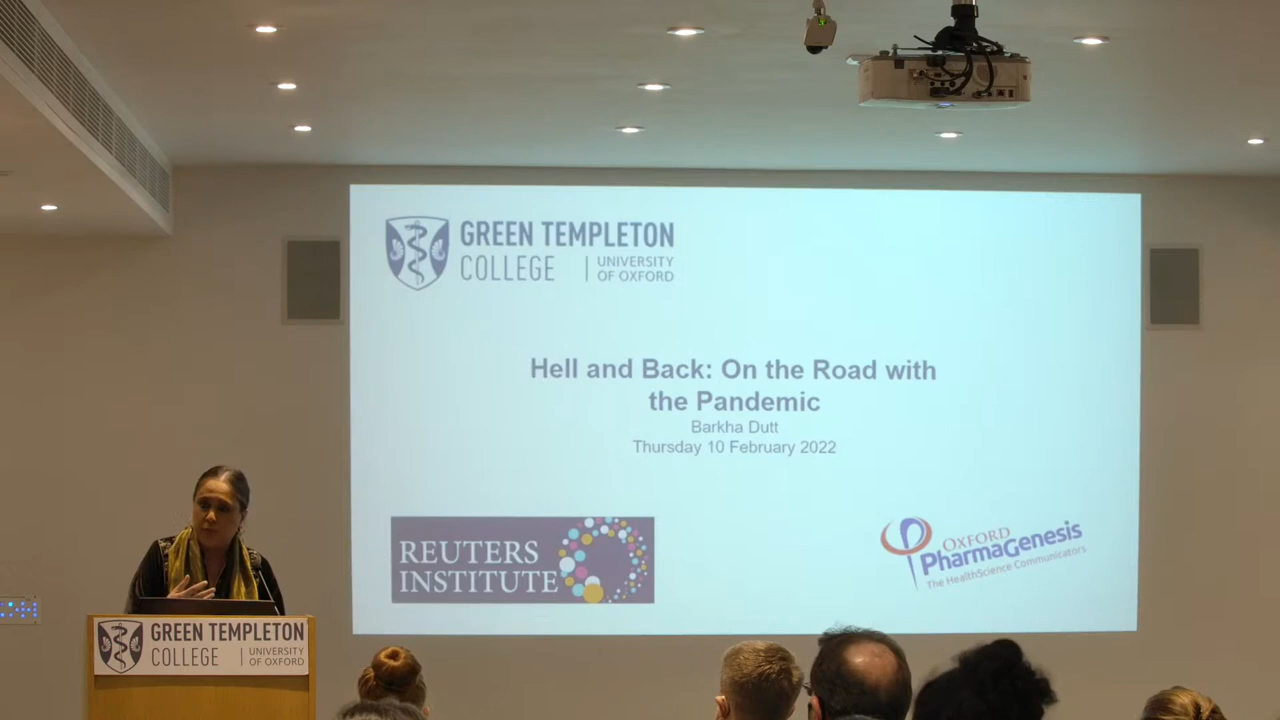 GREEN TEMPLETON
COLLEGE | UNIVERSITY
OF OXFORD
Hell and Back: On the Road with
the Pandemic
Barkha Dutt
Thursday 10 February 2022
REUTERS
INSTITUTE
OXFORD
PharmaGenesis
The HealthScience Communicators
GREEN TEMPLETON
COLLEGE | UNIVERSITY
OF OXFORD